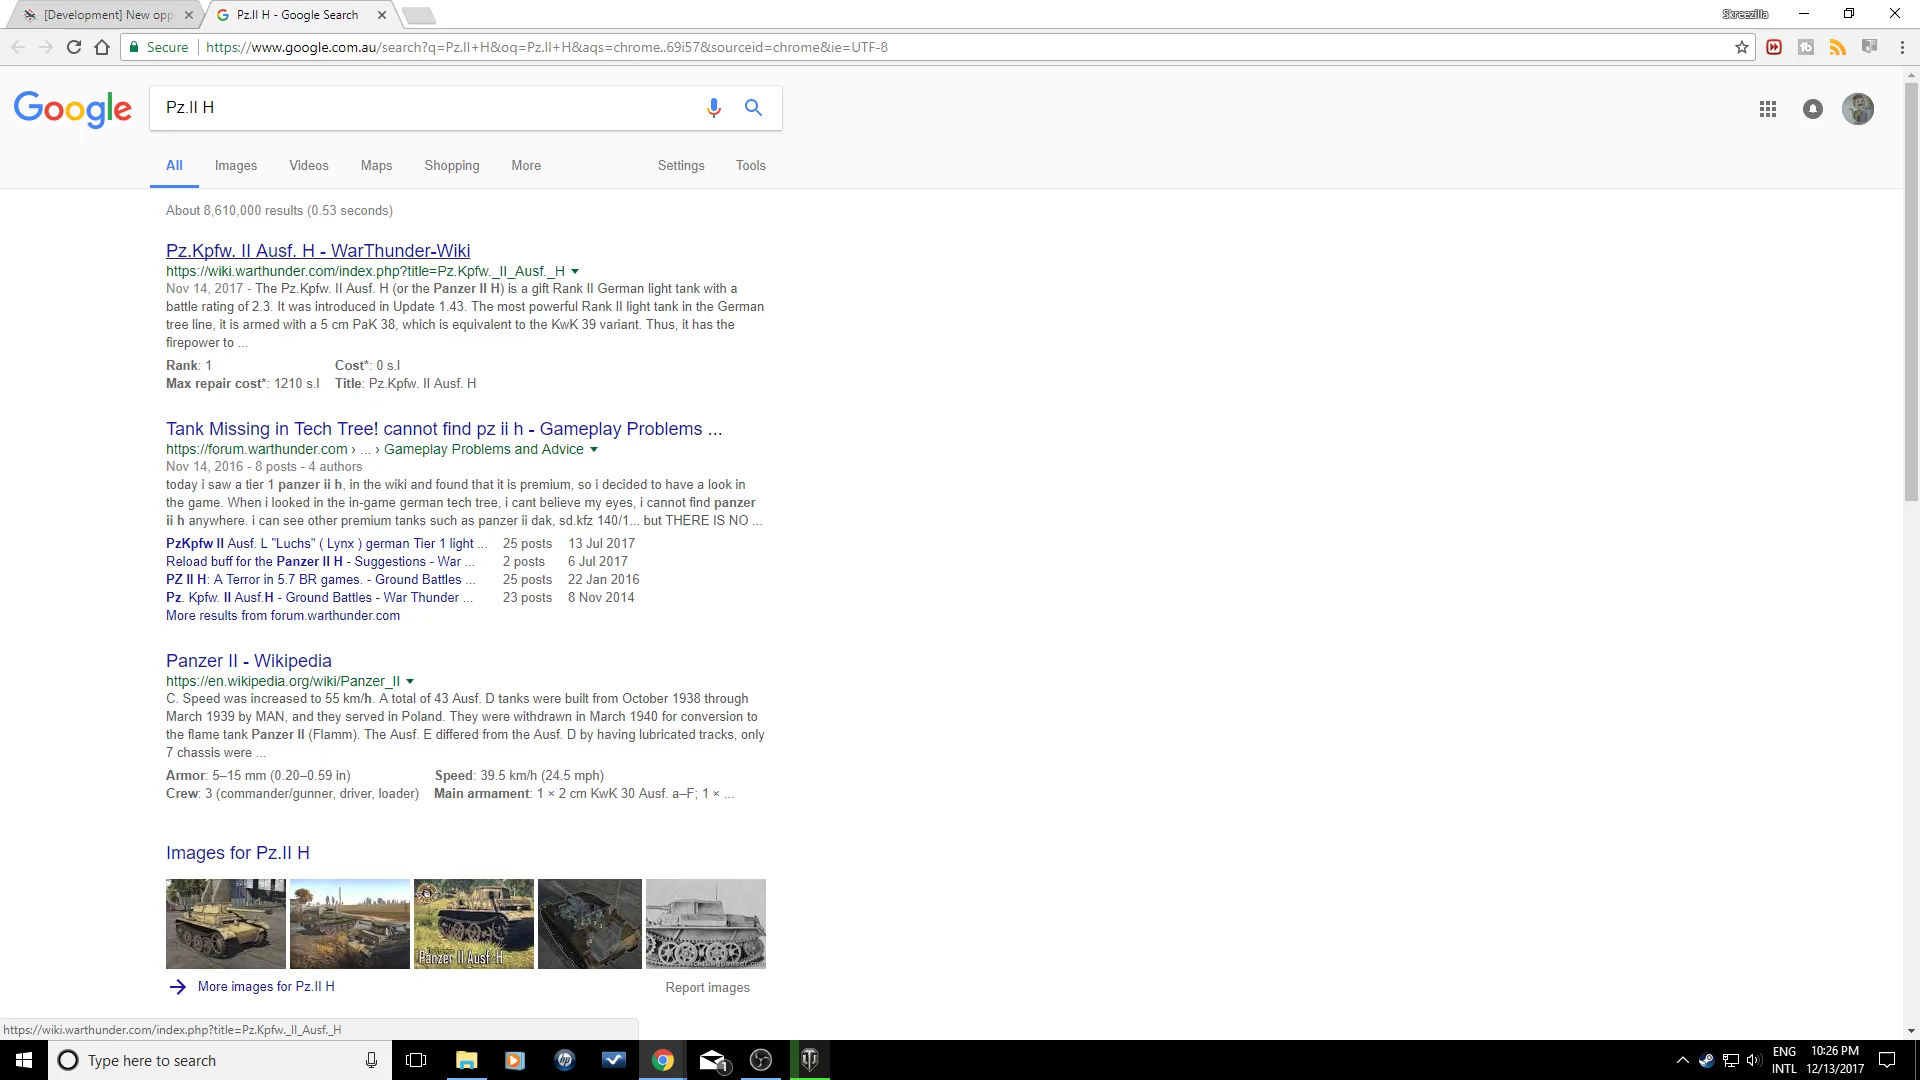 [Development] New opp
Pz.II H - Google Search
Skreezilla
Secure
https://www.google.com.au/search?q=Pz.II+H&oq=Pz.II+H&aqs=chrome..69i57&sourceid=chrome&ie=UTF-8
Google
Pz.II H
All Images Videos Maps Shopping More Settings Tools
About 8,610,000 results (0.53 seconds)
Pz.Kpfw. II Ausf. H - WarThunder-Wiki
https://wiki.warthunder.com/index.php?title=Pz.Kpfw._II_Ausf._H
Nov 14, 2017 - The Pz.Kpfw. II Ausf. H (or the Panzer II H) is a gift Rank II German light tank with a
battle rating of 2.3. It was introduced in Update 1.43. The most powerful Rank II light tank in the German
tree line, it is armed with a 5 cm PaK 38, which is equivalent to the KwK 39 variant. Thus, it has the
firepower to ...
Rank: 1 Cost*: 0 s.l
Max repair cost*: 1210 s.l Title: Pz.Kpfw. II Ausf. H
Tank Missing in Tech Tree! cannot find pz ii h - Gameplay Problems ...
https://forum.warthunder.com › ... › Gameplay Problems and Advice
Nov 14, 2016 - 8 posts - 4 authors
today i saw a tier 1 panzer ii h, in the wiki and found that it is premium, so i decided to have a look in
the game. When i looked in the in-game german tech tree, i cant believe my eyes, i cannot find panzer
ii h anywhere. i can see other premium tanks such as panzer ii dak, sd.kfz 140/1... but THERE IS NO ...
PzKpfw II Ausf. L "Luchs" ( Lynx ) german Tier 1 light ... 25 posts 13 Jul 2017
Reload buff for the Panzer II H - Suggestions - War ... 2 posts 6 Jul 2017
PZ II H: A Terror in 5.7 BR games. - Ground Battles ... 25 posts 22 Jan 2016
Pz. Kpfw. II Ausf.H - Ground Battles - War Thunder ... 23 posts 8 Nov 2014
More results from forum.warthunder.com
Panzer II - Wikipedia
https://en.wikipedia.org/wiki/Panzer_II
C. Speed was increased to 55 km/h. A total of 43 Ausf. D tanks were built from October 1938 through
March 1939 by MAN, and they served in Poland. They were withdrawn in March 1940 for conversion to
the flame tank Panzer II (Flamm). The Ausf. E differed from the Ausf. D by having lubricated tracks, only
7 chassis were ...
Armor: 5–15 mm (0.20–0.59 in) Speed: 39.5 km/h (24.5 mph)
Crew: 3 (commander/gunner, driver, loader) Main armament: 1 × 2 cm KwK 30 Ausf. a–F; 1 × ...
Images for Pz.II H
Panzer II Ausf. H
More images for Pz.II H
Report images
https://wiki.warthunder.com/index.php?title=Pz.Kpfw._II_Ausf._H
Type here to search
1
ENG
INTL
10:26 PM
12/13/2017